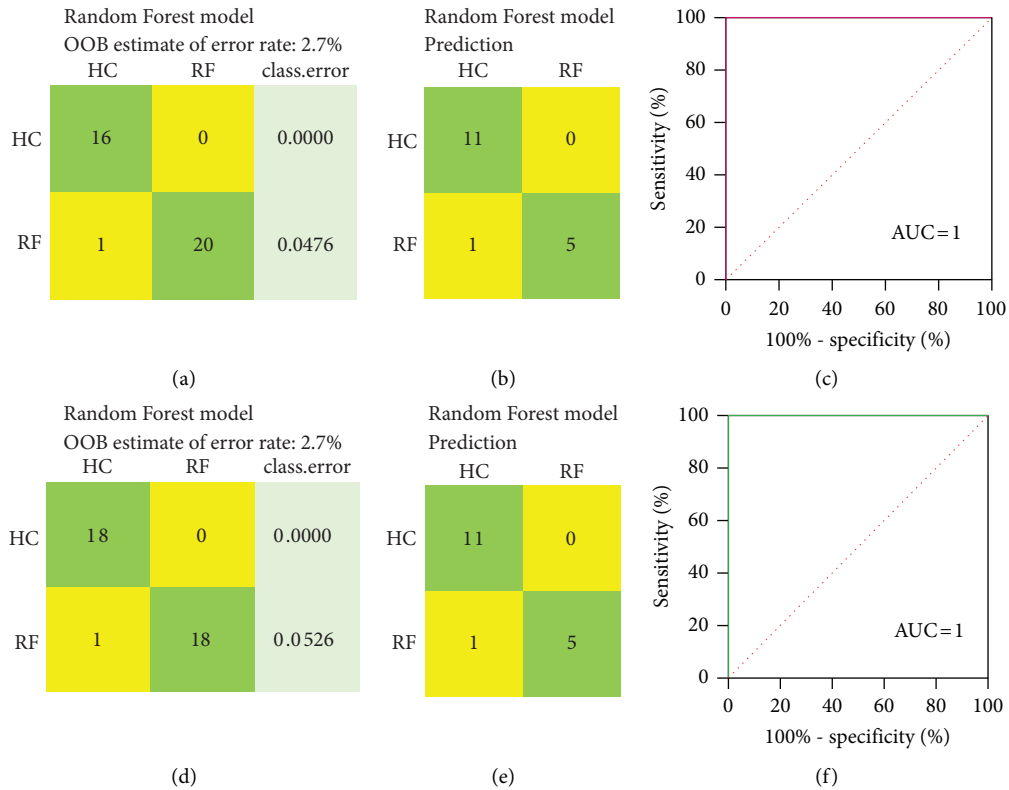 Random Forest model
OOB estimate of error rate: 2.7%
HC RF class.error
HC 16 0 0.0000
RF 1 20 0.0476
(a)
Random Forest model
Prediction
HC RF
HC 11 0
RF 1 5
(b)
100
80
60
40
20
0
Sensitivity (%)
AUC=1
0 20 40 60 80 100
100% - specificity (%)
(c)
Random Forest model
OOB estimate of error rate: 2.7%
HC RF class.error
HC 18 0 0.0000
RF 1 18 0.0526
(d)
Random Forest model
Prediction
HC RF
HC 11 0
RF 1 5
(e)
100
80
60
40
20
0
Sensitivity (%)
AUC=1
0 20 40 60 80 100
100% - specificity (%)
(f)